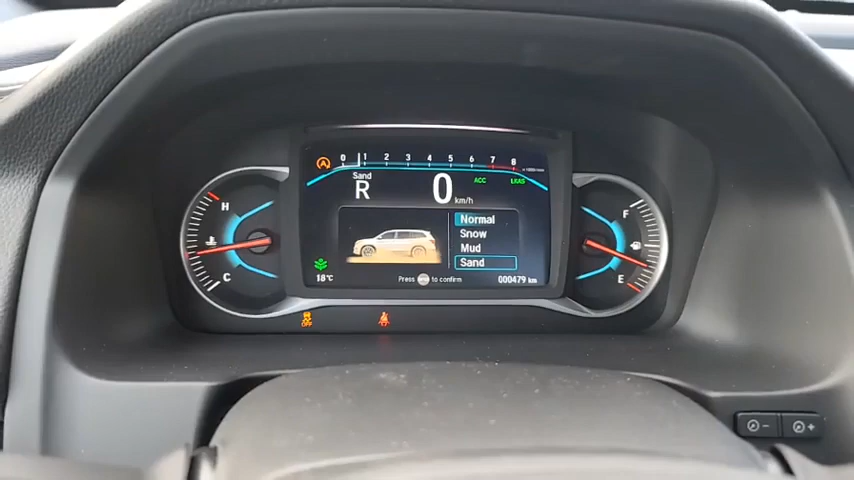 0 1 2 3 4 5 6 7 8
A
Sand
R
0
km/h
ACC
LKAS
H
C
F
E
Normal
Snow
Mud
Sand
18°C
Press to confirm
000479 km
OFF
- +